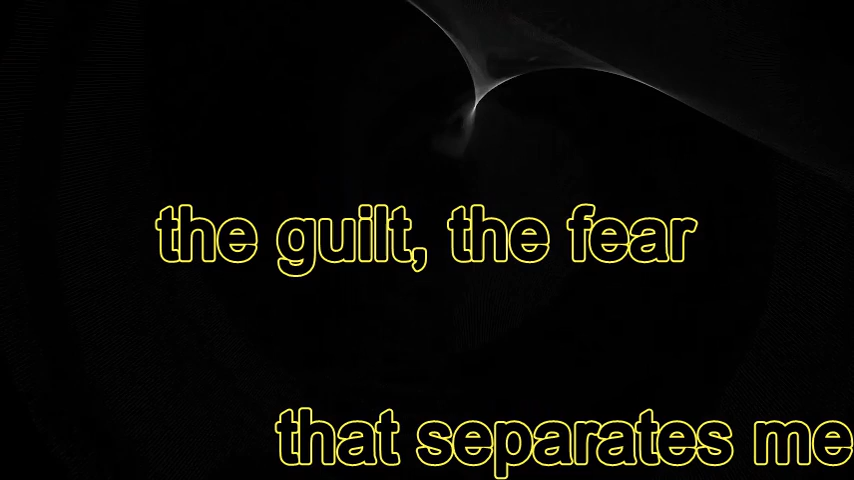 the guilt, the fear
that separates me